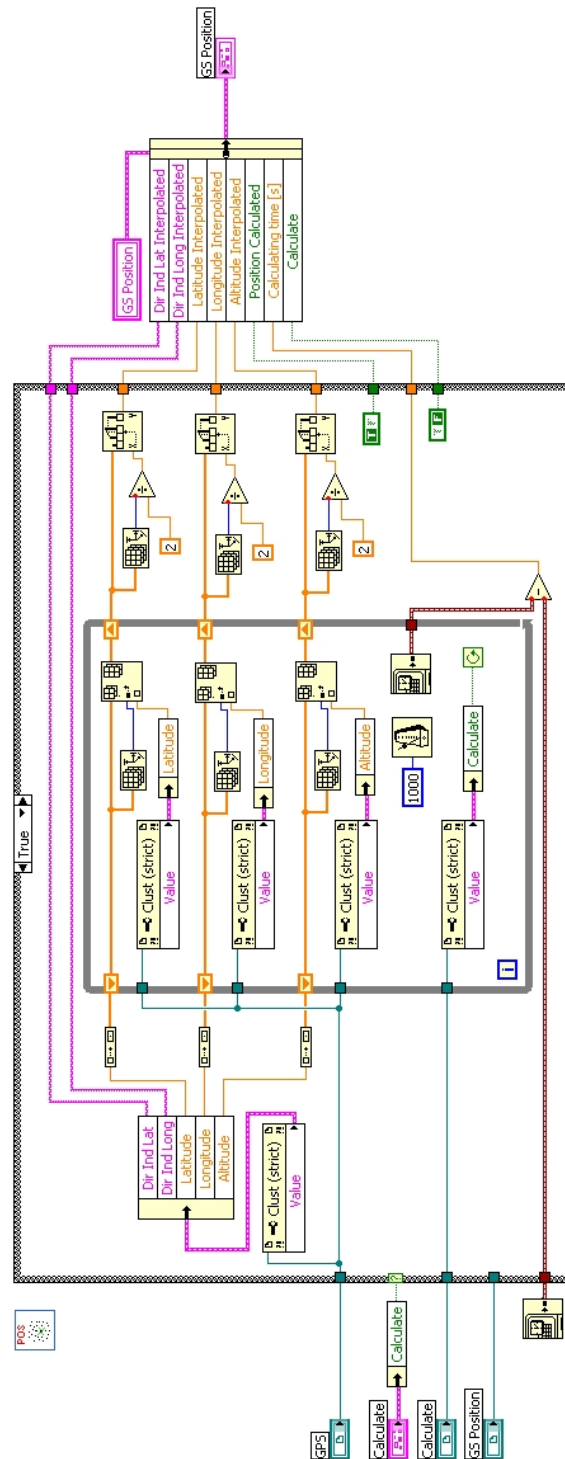 POS
GPS
Calculate
Calculate
Calculate
GS Position
True
Dir Ind Lat
Dir Ind Long
Latitude
Longitude
Altitude
Clust (strict)
Value
Clust (strict)
Value
Latitude
Clust (strict)
Value
Longitude
Clust (strict)
Value
Altitude
1000
Clust (strict)
Value
Calculate
i
2
2
2
T F
T F
GS Position
Dir Ind Lat Interpolated
Dir Ind Long Interpolated
Latitude Interpolated
Longitude Interpolated
Altitude Interpolated
Position Calculated
Calculating time [s]
Calculate
GS Position